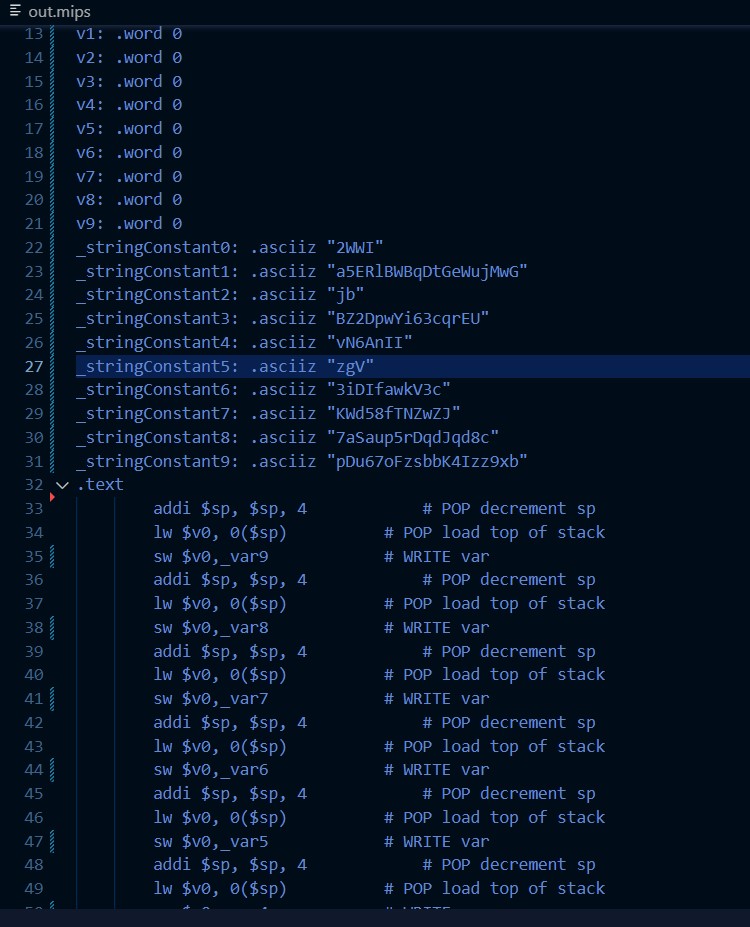 out.mips
13 v1: .word 0
14 v2: .word 0
15 v3: .word 0
16 v4: .word 0
17 v5: .word 0
18 v6: .word 0
19 v7: .word 0
20 v8: .word 0
21 v9: .word 0
22 _stringConstant0: .asciiz "2WWI"
23 _stringConstant1: .asciiz "a5ERlBWBqDtGeWujMwG"
24 _stringConstant2: .asciiz "jb"
25 _stringConstant3: .asciiz "BZ2DpwYi63cqrEU"
26 _stringConstant4: .asciiz "vN6AnII"
27 _stringConstant5: .asciiz "zgV"
28 _stringConstant6: .asciiz "3iDIfawkV3c"
29 _stringConstant7: .asciiz "KWd58fTNZwZJ"
30 _stringConstant8: .asciiz "7aSaup5rDqdJqd8c"
31 _stringConstant9: .asciiz "pDu67oFzsbbK4Izz9xb"
32 .text
33 addi $sp, $sp, 4 # POP decrement sp
34 lw $v0, 0($sp) # POP load top of stack
35 sw $v0,_var9 # WRITE var
36 addi $sp, $sp, 4 # POP decrement sp
37 lw $v0, 0($sp) # POP load top of stack
38 sw $v0,_var8 # WRITE var
39 addi $sp, $sp, 4 # POP decrement sp
40 lw $v0, 0($sp) # POP load top of stack
41 sw $v0,_var7 # WRITE var
42 addi $sp, $sp, 4 # POP decrement sp
43 lw $v0, 0($sp) # POP load top of stack
44 sw $v0,_var6 # WRITE var
45 addi $sp, $sp, 4 # POP decrement sp
46 lw $v0, 0($sp) # POP load top of stack
47 sw $v0,_var5 # WRITE var
48 addi $sp, $sp, 4 # POP decrement sp
49 lw $v0, 0($sp) # POP load top of stack